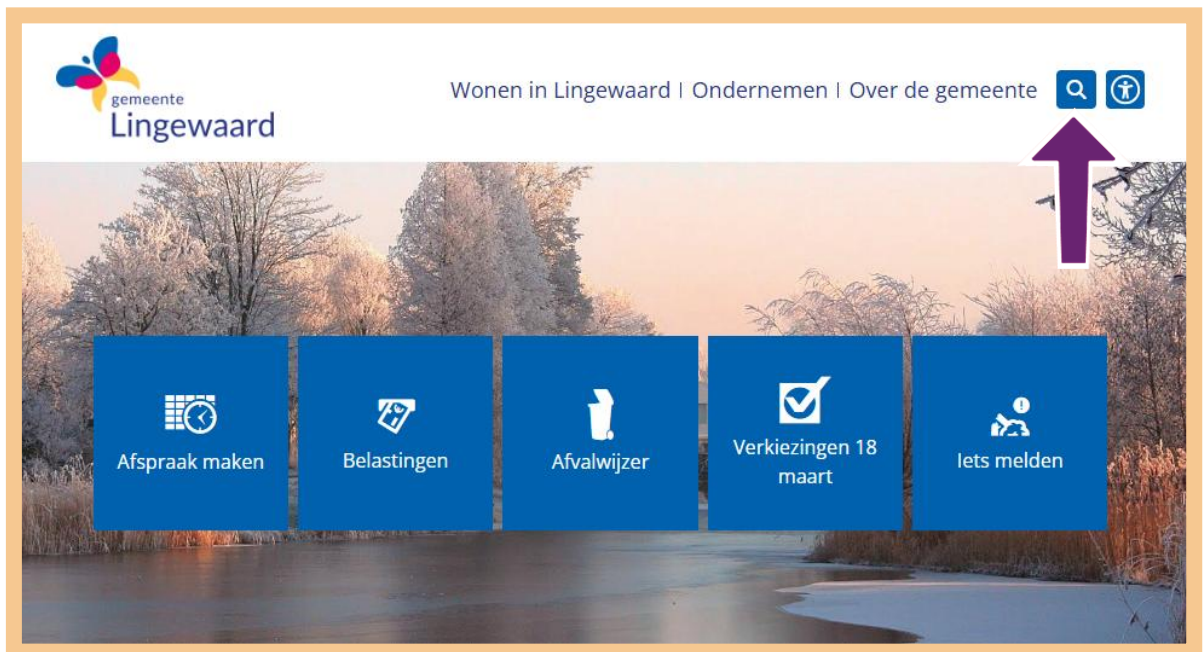 gemeente
Lingewaard
Wonen in Lingewaard | Ondernemen | Over de gemeente
Afspraak maken
Belastingen
Afvalwijzer
Verkiezingen 18
maart
Iets melden